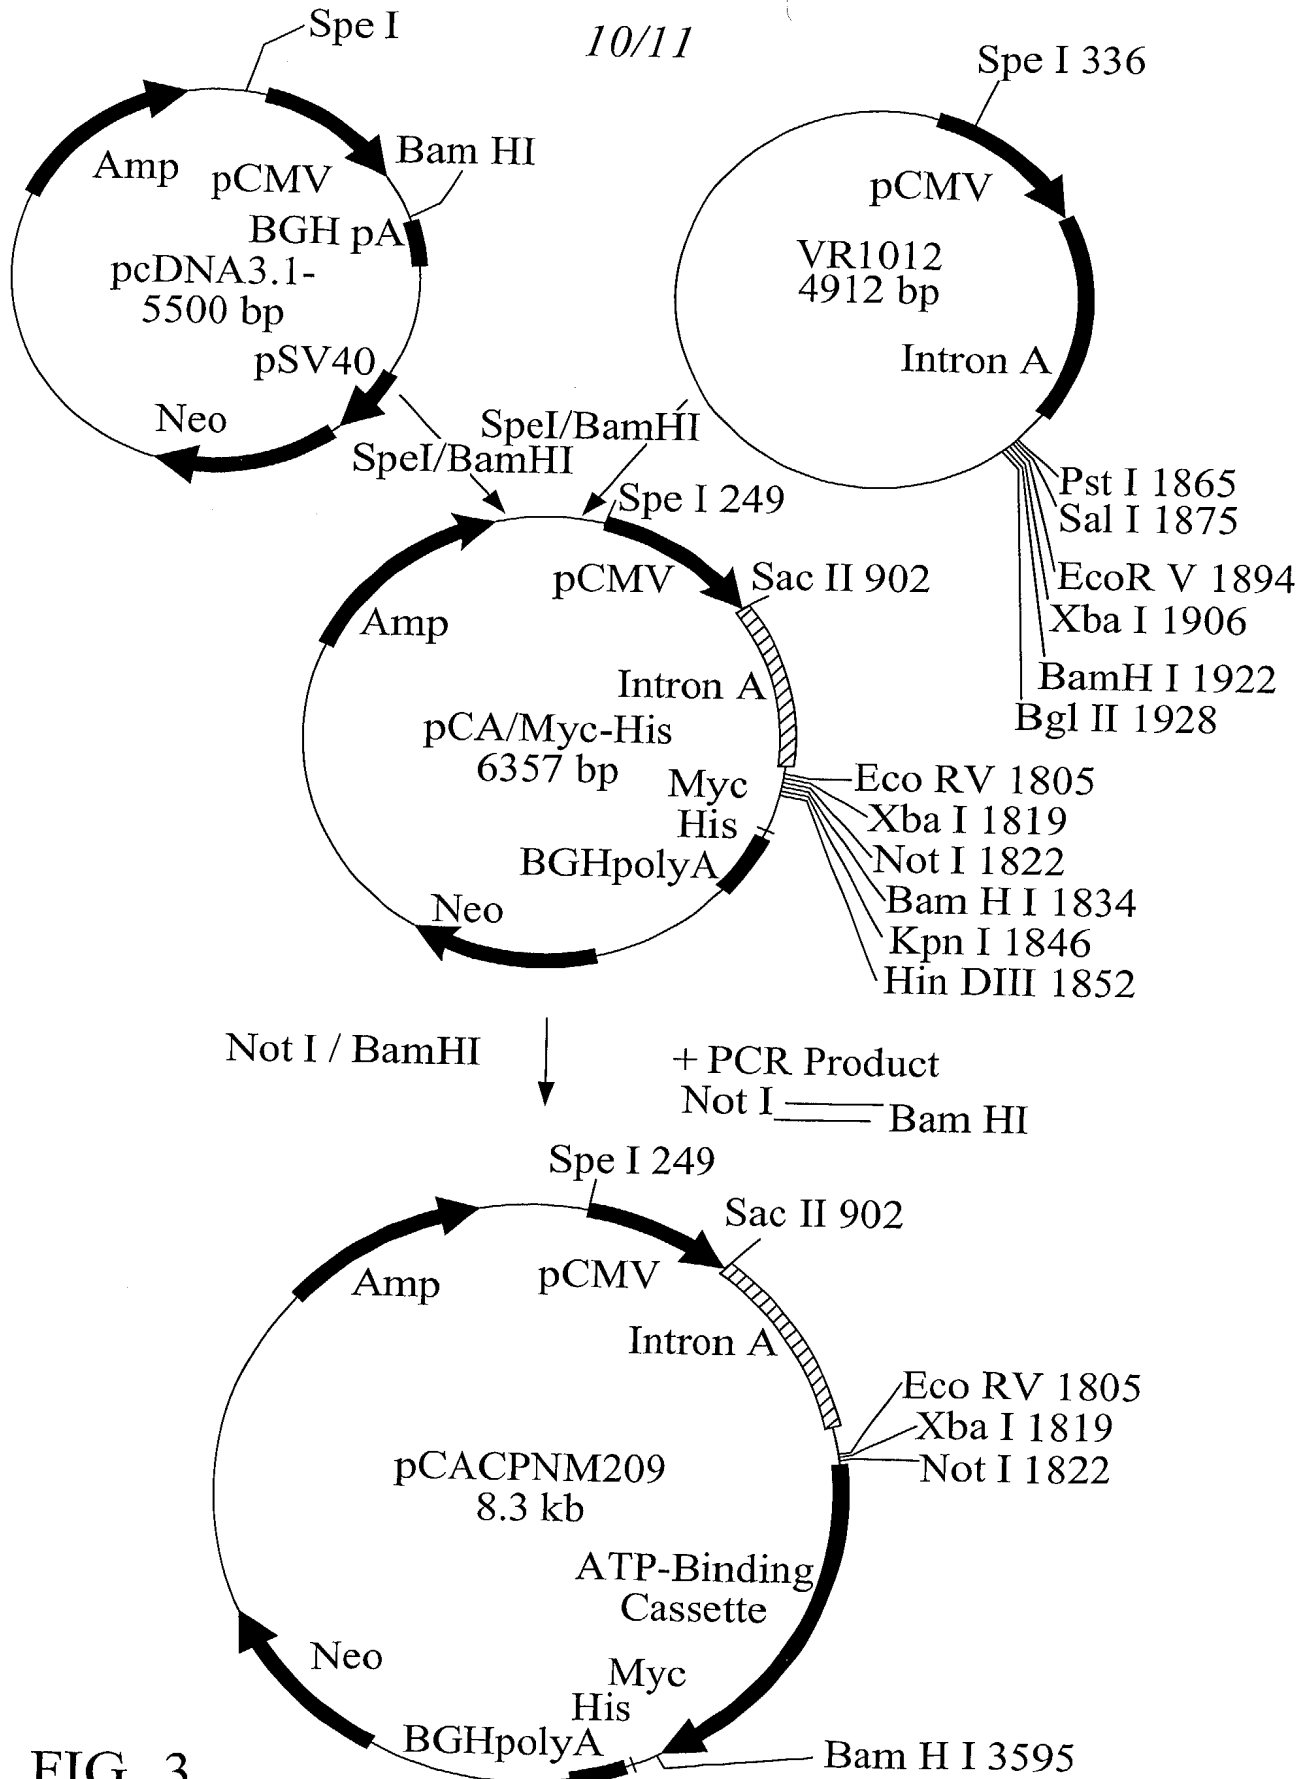 10/11
Spe I
Amp
pCMV
Bam HI
BGH pA
pcDNA3.1-
5500 bp
pSV40
Neo
SpeI/BamHI
Spe I 336
pCMV
VR1012
4912 bp
Intron A
SpeI/BamHI
Pst I 1865
Sal I 1875
EcoR V 1894
Xba I 1906
BamH I 1922
Bgl II 1928
Spe I 249
pCMV
Sac II 902
Amp
Intron A
pCA/Myc-His
6357 bp
Myc
His
BGHpolyA
Neo
Eco RV 1805
Xba I 1819
Not I 1822
Bam H I 1834
Kpn I 1846
Hin DIII 1852
Not I / BamHI
+ PCR Product
Not I
Bam HI
Spe I 249
Sac II 902
Amp
pCMV
Intron A
Eco RV 1805
Xba I 1819
Not I 1822
pCACPNM209
8.3 kb
ATP-Binding
Cassette
Neo
Myc
His
BGHpolyA
Bam H I 3595
FIG. 3